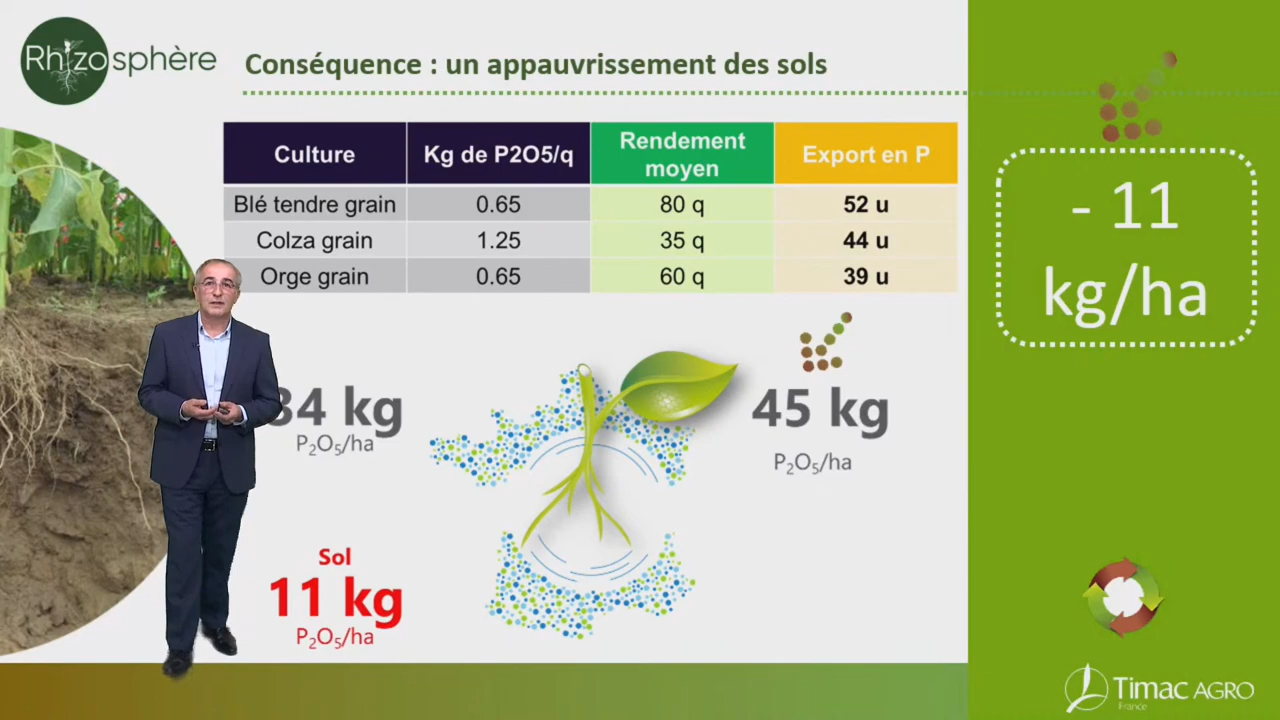 Rhizosphère
Conséquence : un appauvrissement des sols
Culture Kg de P2O5/q Rendement moyen Export en P
Blé tendre grain 0.65 80 q 52 u
Colza grain 1.25 35 q 44 u
Orge grain 0.65 60 q 39 u
- 11
kg/ha
34 kg
P₂O₅/ha
45 kg
P₂O₅/ha
Sol
11 kg
P₂O₅/ha
Timac AGRO
France